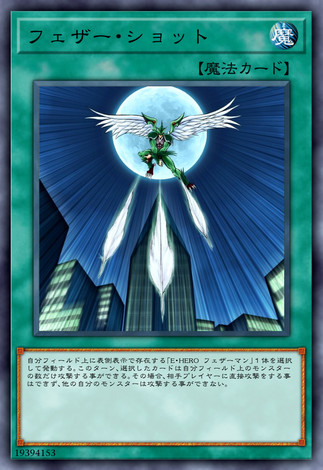 フェザー・ショット
魔
【魔法カード】
自分フィールド上に表側表示で存在する「E・HERO フェザーマン」1体を選択
して発動する。このターン、選択したカードは自分フィールド上のモンスター
の数だけ攻撃する事ができる。その場合、相手プレイヤーに直接攻撃をする事
はできず、他の自分のモンスターは攻撃する事ができない。
19394153